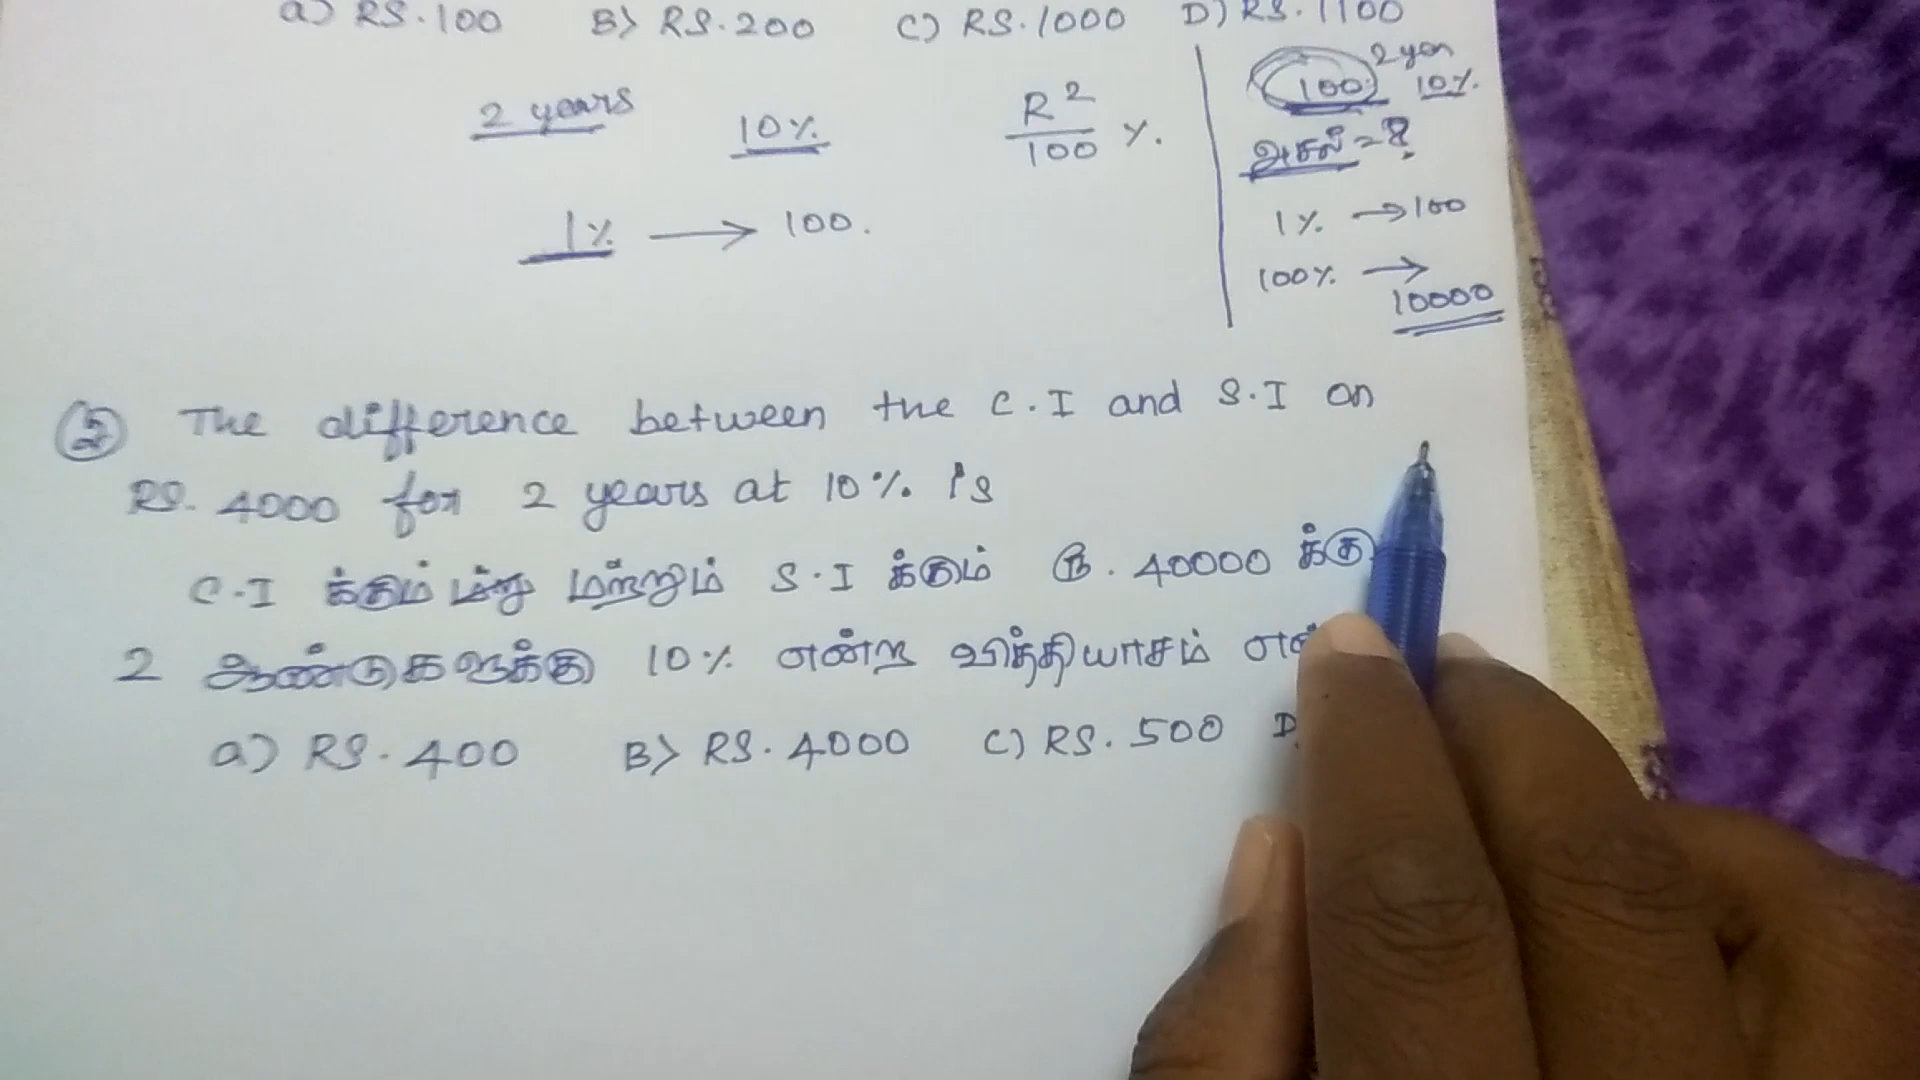 a) RS.100 B) RS.200 C) RS.1000 D) RS.1100
2 years 10% R²/100 %.
1% → 100.
100 2 year 10%.
அசல் = ?
1% → 100
100% → 10000
② The difference between the C.I and S.I on
RS. 4000 for 2 years at 10% is
C.I க்கும் மற்றும் S.I க்கும் ரூ. 40000 க்கு
2 ஆண்டுகளுக்கு 10% என்ற வித்தியாசம்
a) RS.400 B) RS.4000 C) RS.500 D